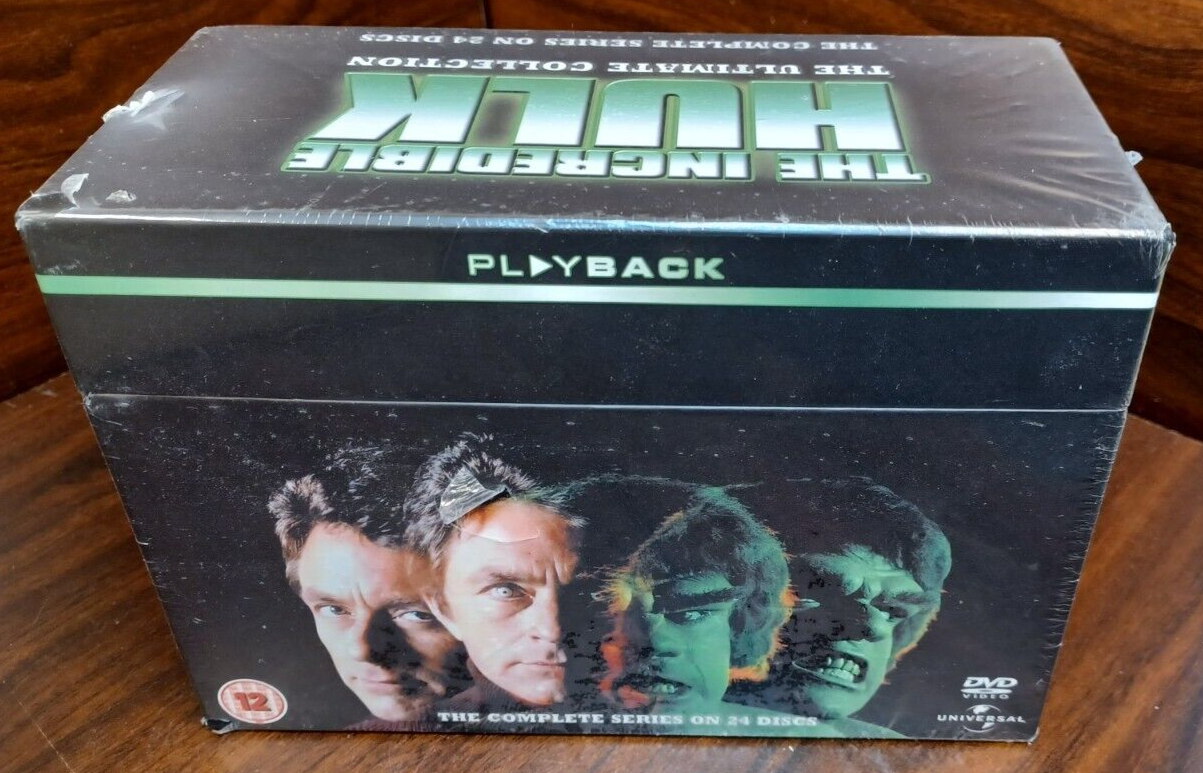 THE COMPLETE SERIES ON 24 DISCS
THE ULTIMATE COLLECTION
THE INCREDIBLE
HULK
PLAYBACK
12
THE COMPLETE SERIES ON 24 DISCS
DVD
VIDEO
UNIVERSAL